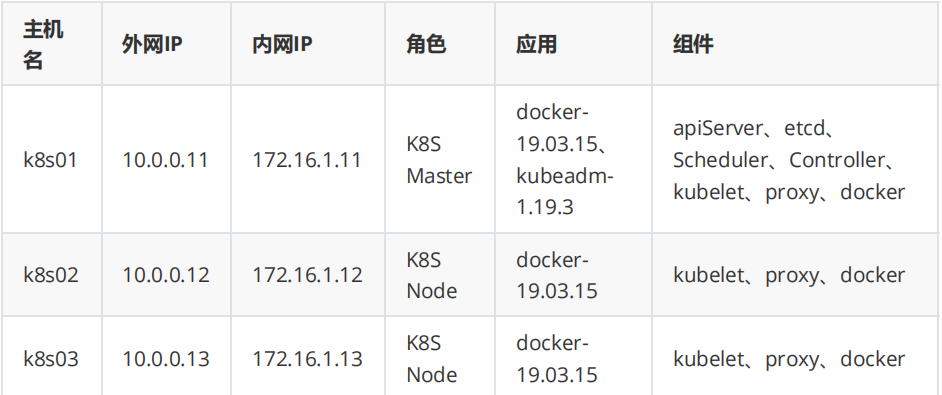 主机名 外网IP 内网IP 角色 应用 组件
k8s01 10.0.0.11 172.16.1.11 K8S Master docker-19.03.15、kubeadm-1.19.3 apiServer、etcd、Scheduler、Controller、kubelet、proxy、docker
k8s02 10.0.0.12 172.16.1.12 K8S Node docker-19.03.15 kubelet、proxy、docker
k8s03 10.0.0.13 172.16.1.13 K8S Node docker-19.03.15 kubelet、proxy、docker